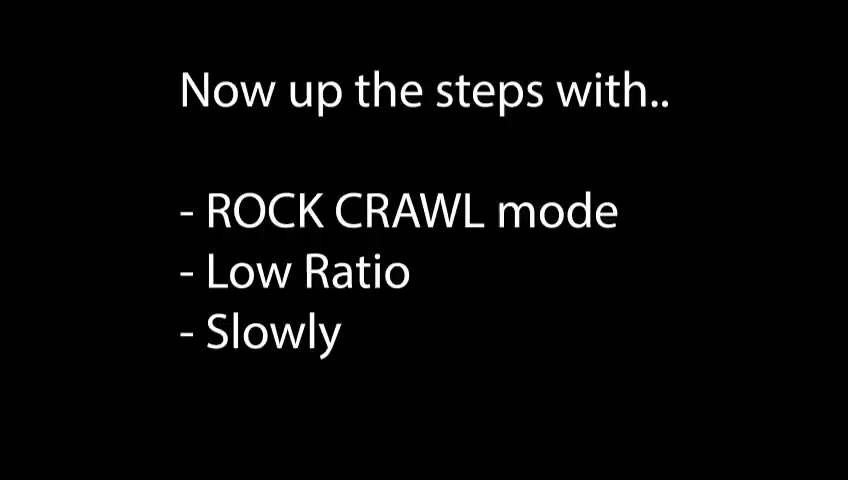 Now up the steps with..
- ROCK CRAWL mode
- Low Ratio
- Slowly